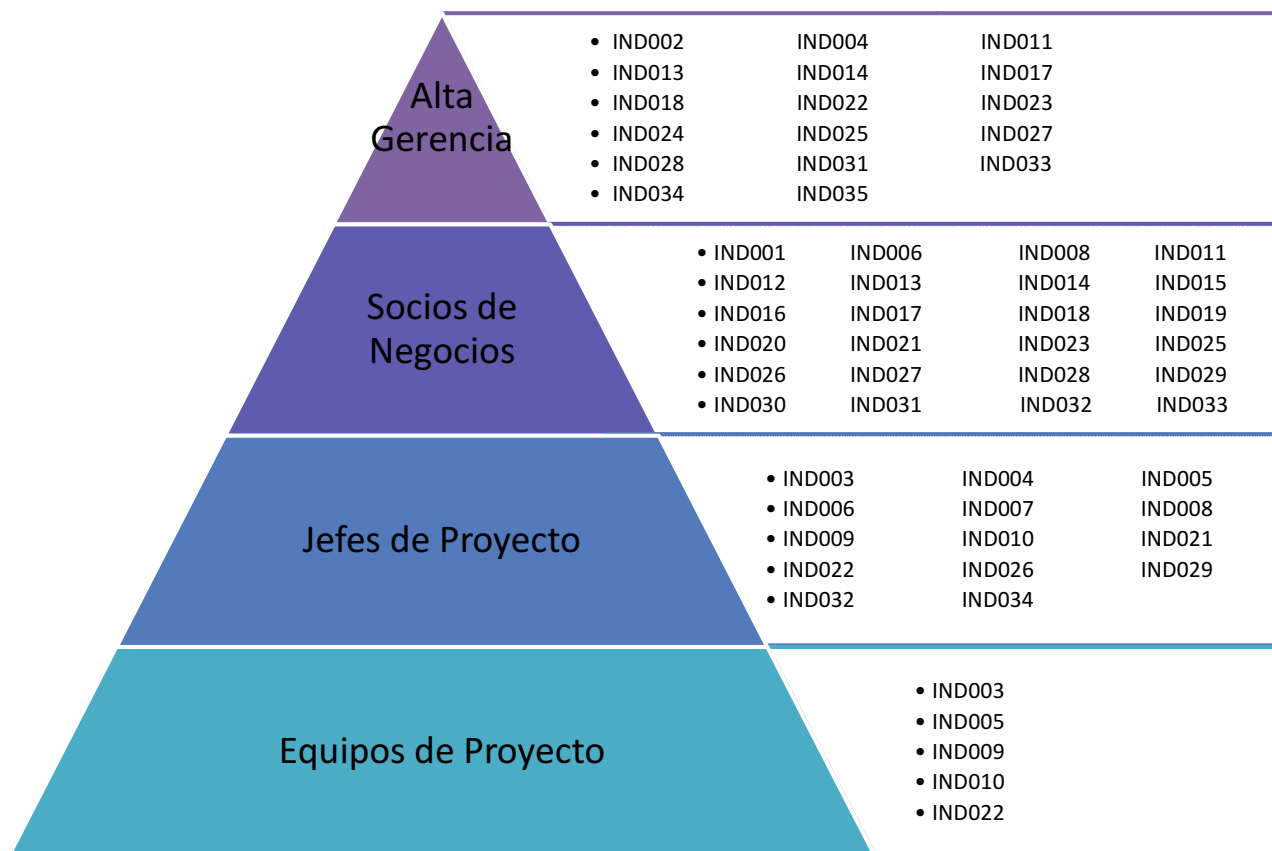 Alta
Gerencia
• IND002 IND004 IND011
• IND013 IND014 IND017
• IND018 IND022 IND023
• IND024 IND025 IND027
• IND028 IND031 IND033
• IND034 IND035
Socios de
Negocios
• IND001 IND006 IND008 IND011
• IND012 IND013 IND014 IND015
• IND016 IND017 IND018 IND019
• IND020 IND021 IND023 IND025
• IND026 IND027 IND028 IND029
• IND030 IND031 IND032 IND033
Jefes de Proyecto
• IND003 IND004 IND005
• IND006 IND007 IND008
• IND009 IND010 IND021
• IND022 IND026 IND029
• IND032 IND034
Equipos de Proyecto
• IND003
• IND005
• IND009
• IND010
• IND022